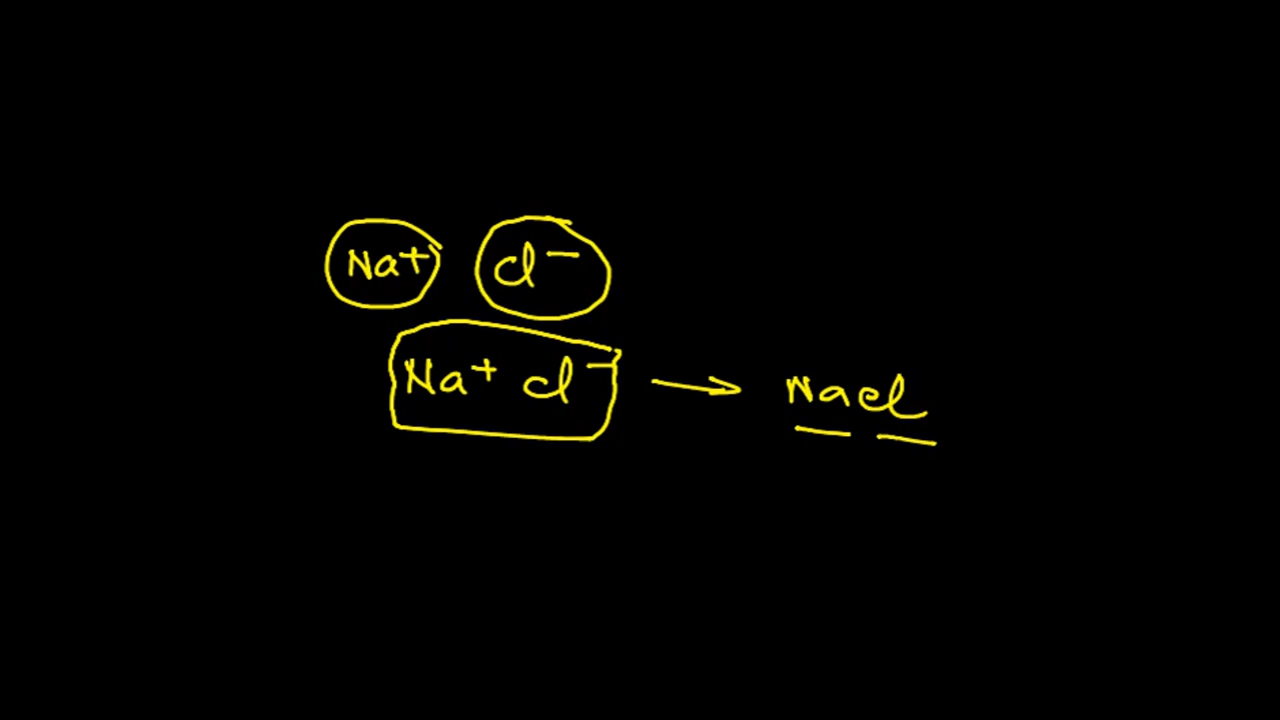 Na+ Cl−
Na+ Cl− → NaCl